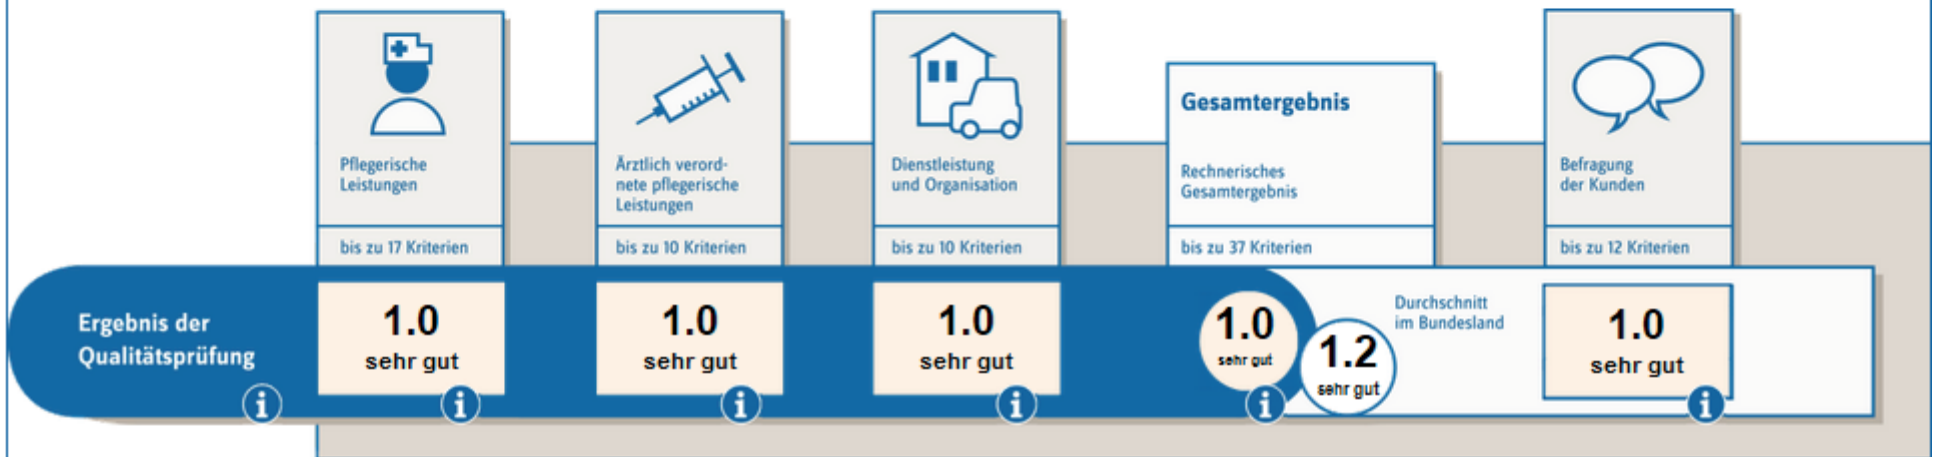 Pflegerische
Leistungen
bis zu 17 Kriterien
Ärztlich verord-
nete pflegerische
Leistungen
bis zu 10 Kriterien
Dienstleistung
und Organisation
bis zu 10 Kriterien
Gesamtergebnis
Rechnerisches
Gesamtergebnis
bis zu 37 Kriterien
Befragung
der Kunden
bis zu 12 Kriterien
Ergebnis der
Qualitätsprüfung
i
1.0
sehr gut
i
1.0
sehr gut
i
1.0
sehr gut
i
1.0
sehr gut
i
1.2
sehr gut
Durchschnitt
im Bundesland
1.0
sehr gut
i